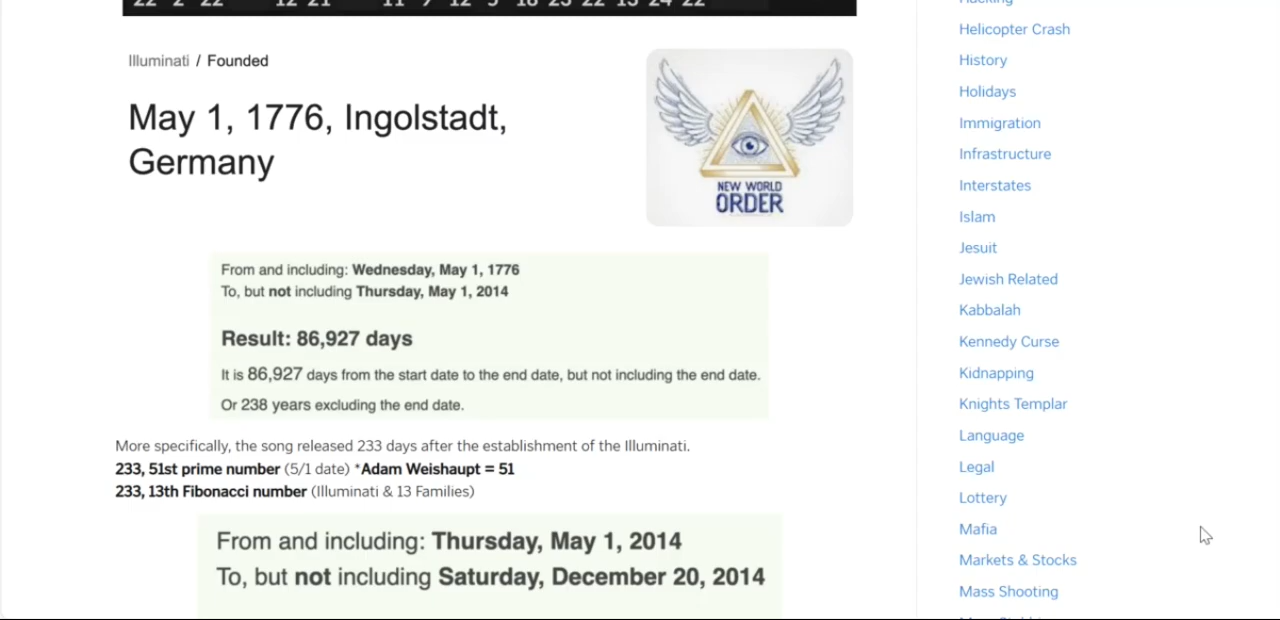 Illuminati / Founded
May 1, 1776, Ingolstadt,
Germany
NEW WORLD
ORDER
From and including: Wednesday, May 1, 1776
To, but not including Thursday, May 1, 2014
Result: 86,927 days
It is 86,927 days from the start date to the end date, but not including the end date.
Or 238 years excluding the end date.
More specifically, the song released 233 days after the establishment of the Illuminati.
233, 51st prime number (5/1 date) *Adam Weishaupt = 51
233, 13th Fibonacci number (Illuminati & 13 Families)
From and including: Thursday, May 1, 2014
To, but not including Saturday, December 20, 2014
Helicopter Crash
History
Holidays
Immigration
Infrastructure
Interstates
Islam
Jesuit
Jewish Related
Kabbalah
Kennedy Curse
Kidnapping
Knights Templar
Language
Legal
Lottery
Mafia
Markets & Stocks
Mass Shooting